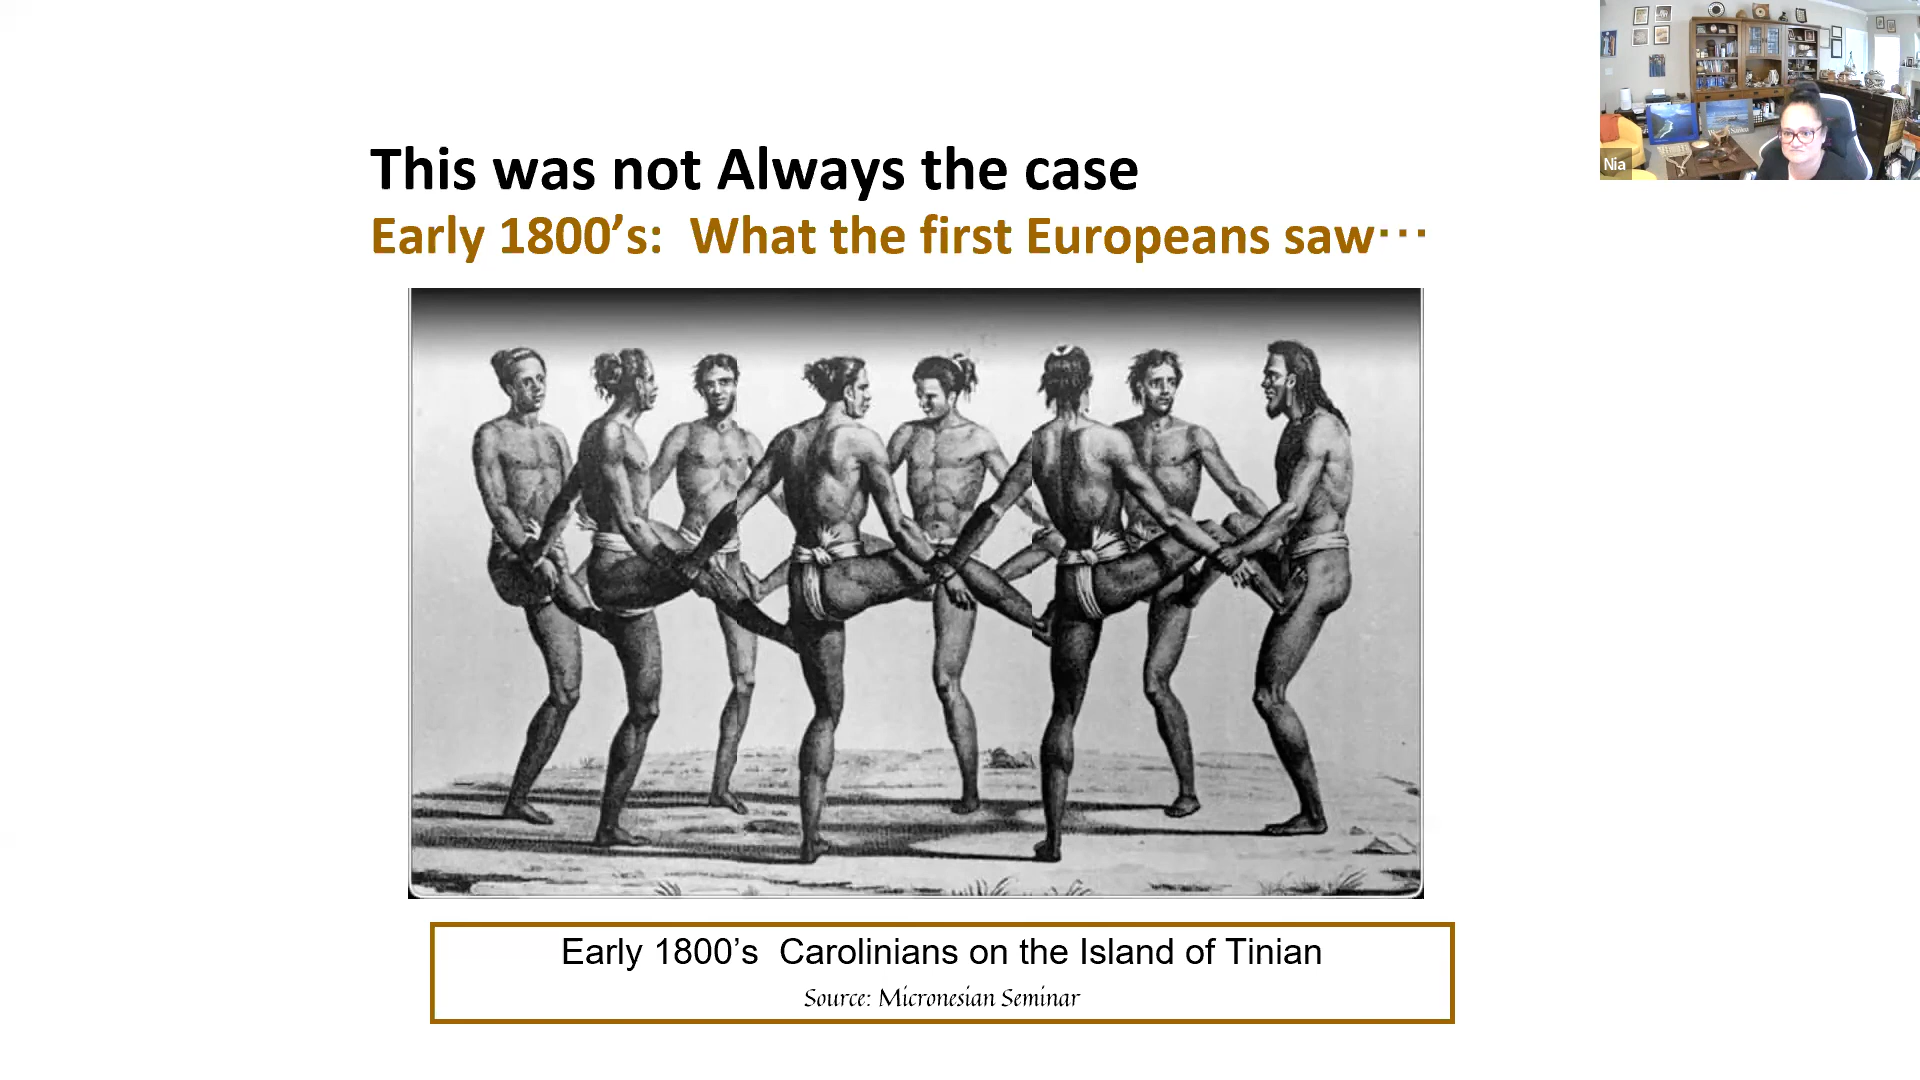 This was not Always the case
Early 1800’s:  What the first Europeans saw…
Nia
Early 1800’s  Carolinians on the Island of Tinian
Source: Micronesian Seminar